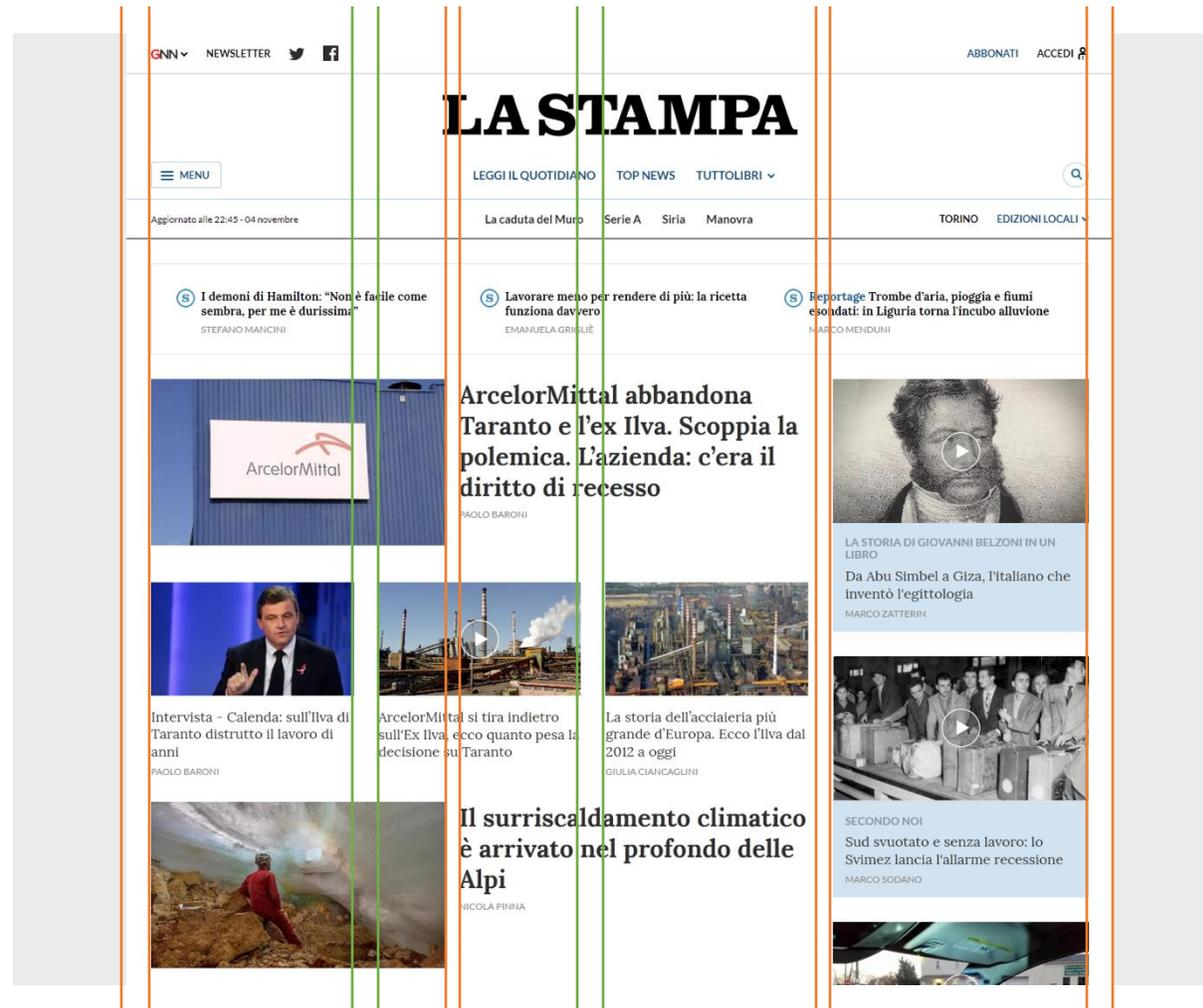 GNN NEWSLETTER
ABBONATI ACCEDI
LA STAMPA
MENU
LEGGI IL QUOTIDIANO TOP NEWS TUTTOLIBRI
Aggiornato alle 22:45 - 04 novembre
La caduta del Muro Serie A Siria Manovra
TORINO EDIZIONI LOCALI
I demoni di Hamilton: “Non è facile come
sembra, per me è durissima”
STEFANO MANCINI
Lavorare meno per rendere di più: la ricetta
funziona davvero
EMANUELA GRIGLIÈ
Reportage Trombe d’aria, pioggia e fiumi
esondati: in Liguria torna l’incubo alluvione
MARCO MENDUNI
ArcelorMittal
ArcelorMittal abbandona
Taranto e l’ex Ilva. Scoppia la
polemica. L’azienda: c’era il
diritto di recesso
PAOLO BARONI
LA STORIA DI GIOVANNI BELZONI IN UN
LIBRO
Da Abu Simbel a Giza, l'italiano che
inventò l'egittologia
MARCO ZATTERIN
Intervista - Calenda: sull’Ilva di
Taranto distrutto il lavoro di
anni
PAOLO BARONI
ArcelorMittal si tira indietro
sull'Ex Ilva, ecco quanto pesa la
decisione su Taranto
La storia dell’acciaieria più
grande d’Europa. Ecco l’Ilva dal
2012 a oggi
GIULIA CIANCAGLINI
Il surriscaldamento climatico
è arrivato nel profondo delle
Alpi
NICOLA PINNA
SECONDO NOI
Sud svuotato e senza lavoro: lo
Svimez lancia l'allarme recessione
MARCO SODANO